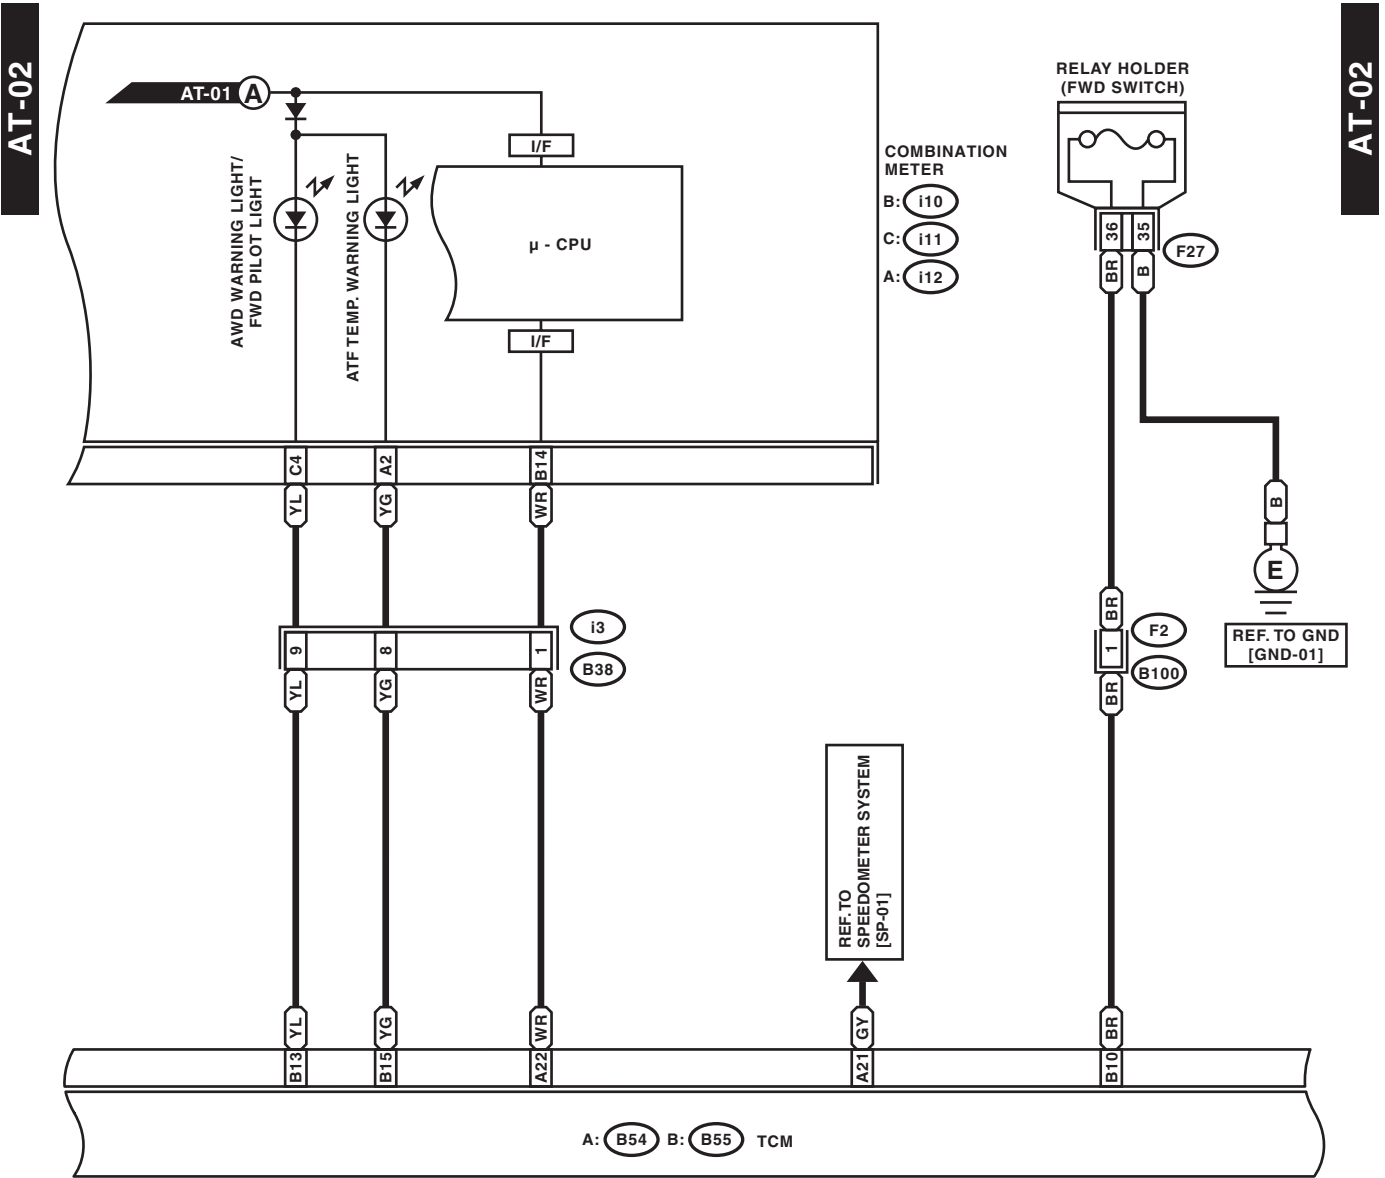 AT-02
AT-02
AT-01 A
RELAY HOLDER
(FWD SWITCH)
I/F
COMBINATION
METER
B: i10
C: i11
A: i12
AWD WARNING LIGHT/
FWD PILOT LIGHT
ATF TEMP. WARNING LIGHT
µ - CPU
I/F
36
35
F27
BR
B
C4
A2
B14
YL
YG
WR
B
E
REF. TO GND
[GND-01]
BR
i3
F2
9
8
1
1
B38
B100
YL
YG
WR
BR
REF. TO
SPEEDOMETER SYSTEM
[SP-01]
YL
YG
WR
GY
BR
B13
B15
A22
A21
B10
A: B54 B: B55 TCM